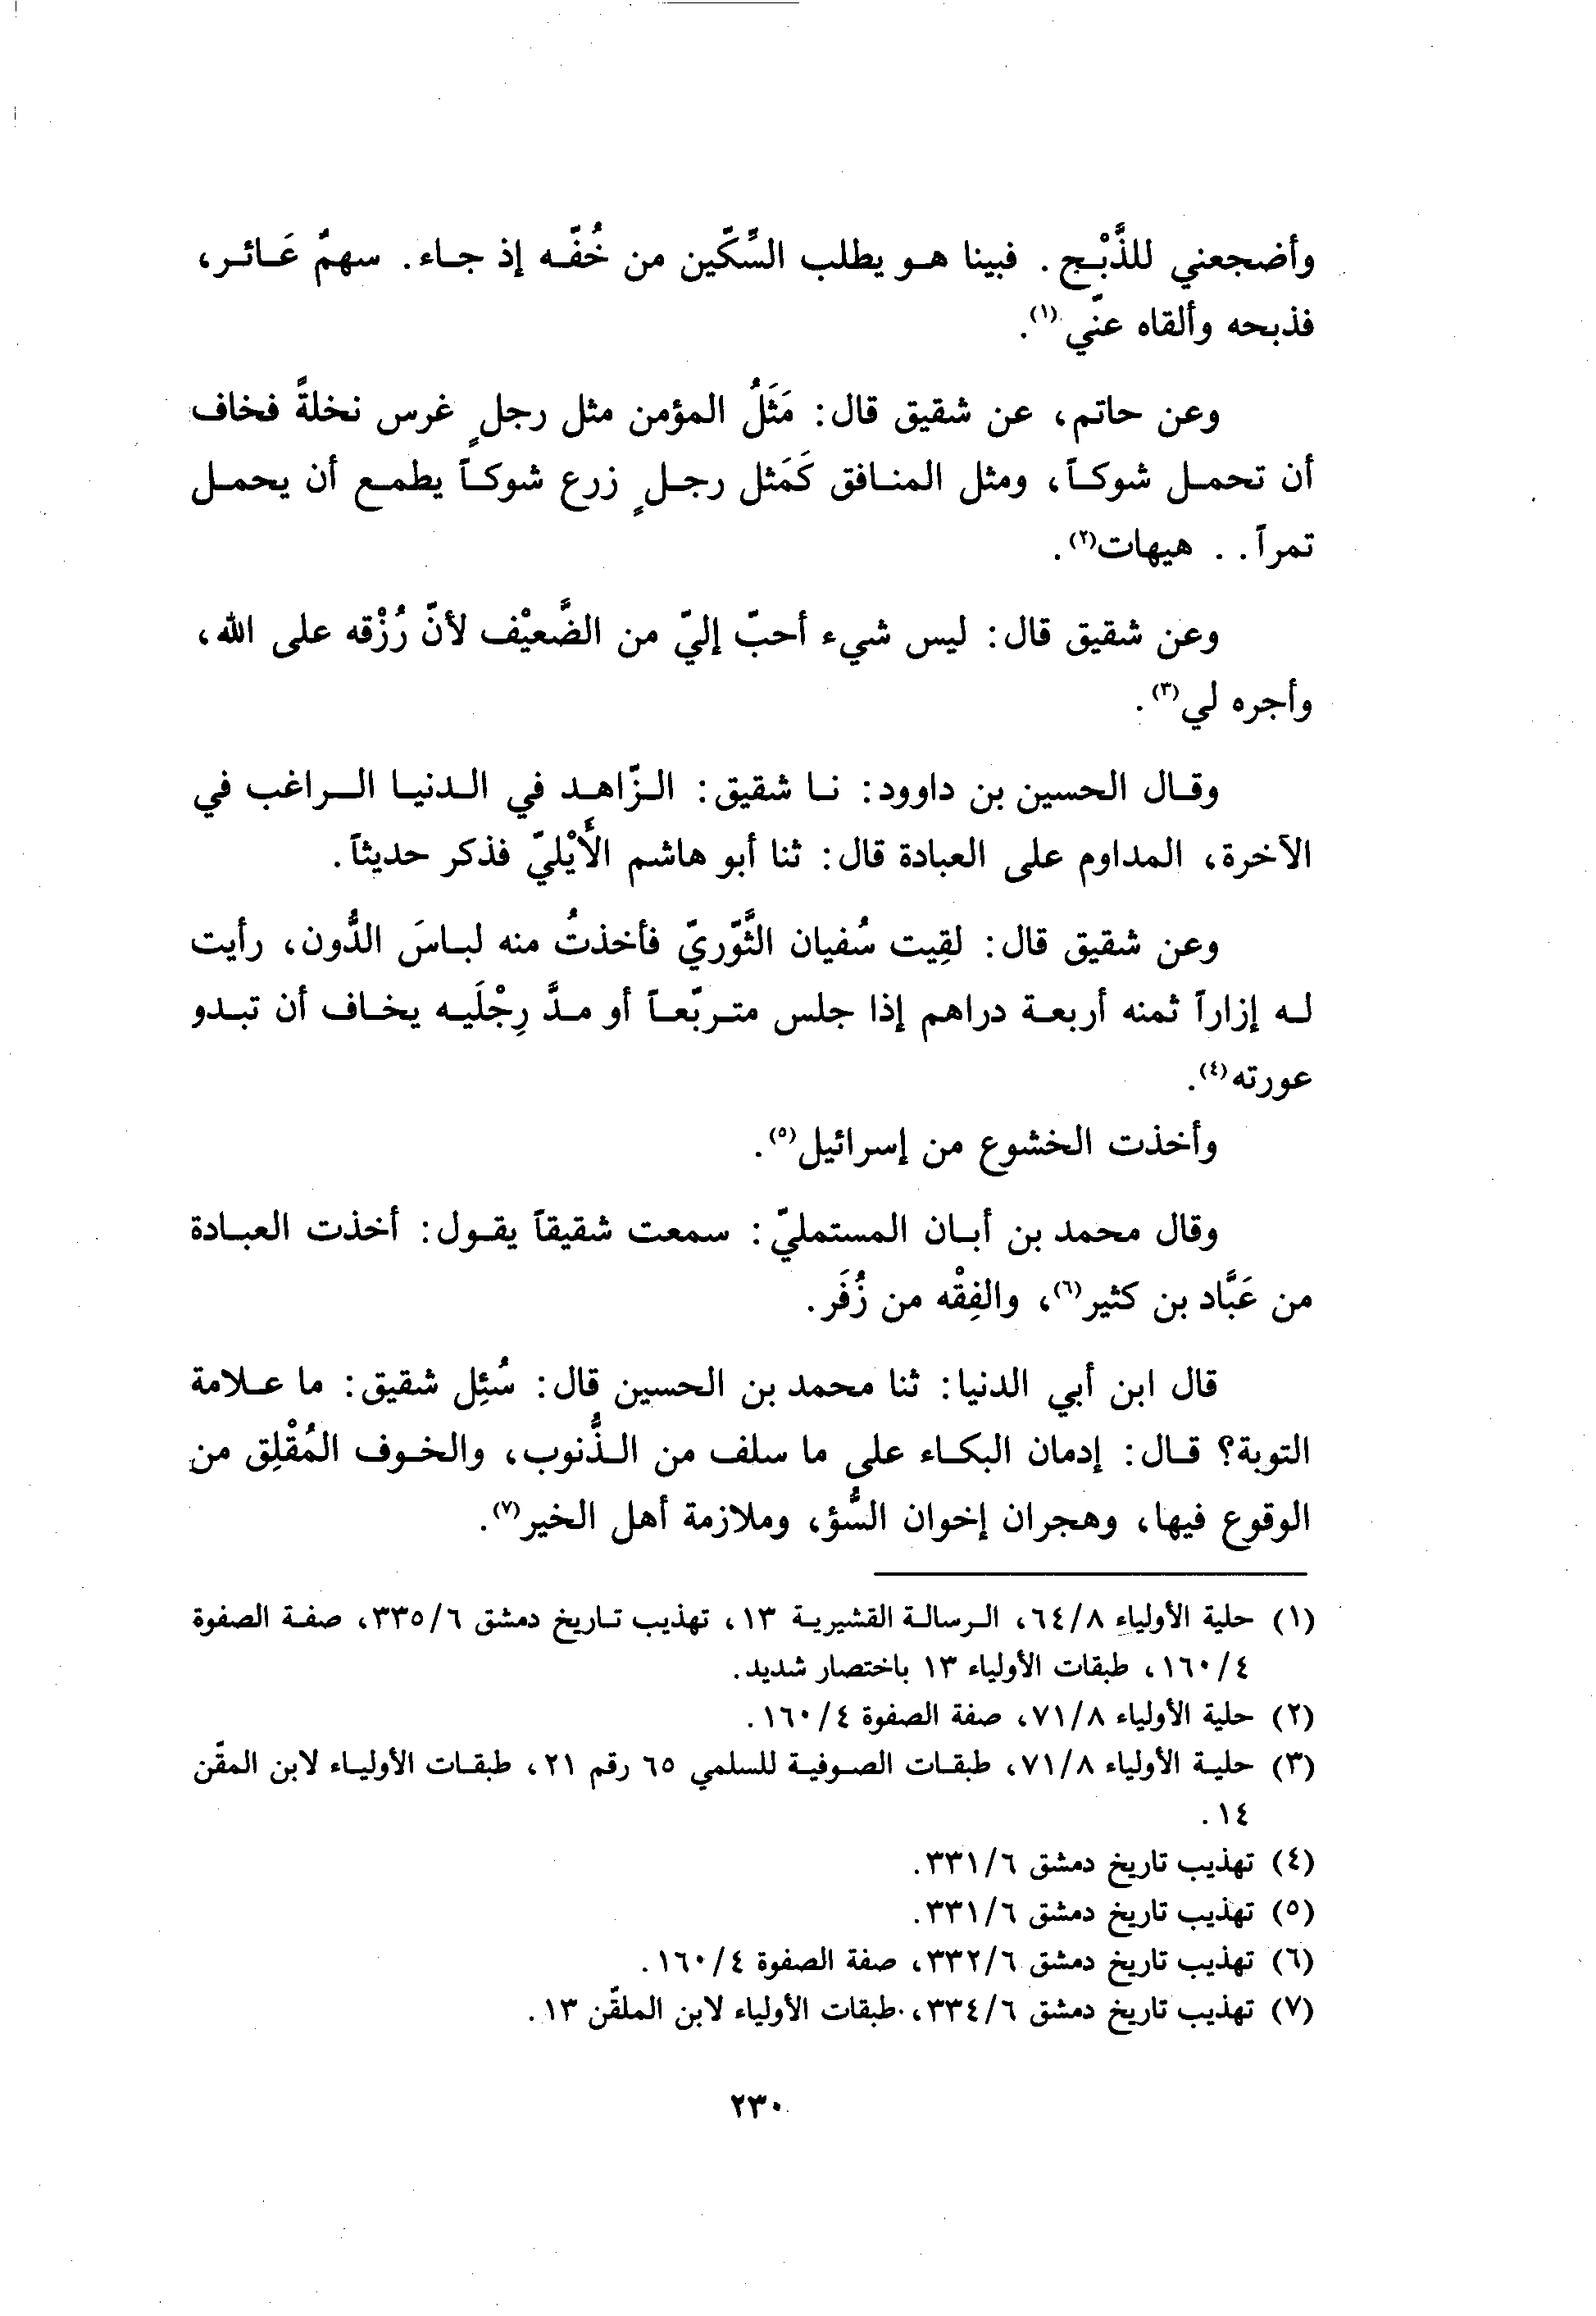 وأضجعني للذَّبْح. فبينا هو يطلب السِّكّين من خُفّه إذ جاء. سهمٌ عَائر،
فذبحه وألقاه عنّي(١).
وعن حاتم، عن شقيق قال: مَثَلُ المؤمن مثل رجلٍ غرس نخلةً فخاف
أن تحمل شوكاً، ومثل المنافق كَمَثل رجلٍ زرع شوكاً يطمع أن يحمل
تمراً.. هيهات(٢).
وعن شقيق قال: ليس شيء أحبّ إليّ من الضَّعيْف لأنّ رُزْقه على الله،
وأجره لي(٣).
وقال الحسين بن داوود: نا شقيق: الزّاهد في الدنيا الراغب في
الآخرة، المداوم على العبادة قال: ثنا أبو هاشم الأَيْليّ فذكر حديثاً.
وعن شقيق قال: لقِيت سُفيان الثَّوّريّ فأخذتُ منه لباسَ الدُّون، رأيت
له إزاراً ثمنه أربعة دراهم إذا جلس متربّعاً أو مدَّ رِجْلَيه يخاف أن تبدو
عورته(٤).
وأخذت الخشوع من إسرائيل(٥).
وقال محمد بن أبان المستمليّ: سمعت شقيقاً يقول: أخذت العبادة
من عَبَّاد بن كثير(٦)، والفِقْه من زُفَر.
قال ابن أبي الدنيا: ثنا محمد بن الحسين قال: سُئِل شقيق: ما علامة
التوبة؟ قال: إدمان البكاء على ما سلف من الذُّنوب، والخوف المُقْلِق من
الوقوع فيها، وهجران إخوان السُّؤ، وملازمة أهل الخير(٧).
(١) حلية الأولياء ٦٤/٨، الرسالة القشيرية ١٣، تهذيب تاريخ دمشق ٣٣٥/٦، صفة الصفوة
١٦٠/٤، طبقات الأولياء ١٣ باختصار شديد.
(٢) حلية الأولياء ٧١/٨، صفة الصفوة ١٦٠/٤.
(٣) حلية الأولياء ٧١/٨، طبقات الصوفية للسلمي ٦٥ رقم ٢١، طبقات الأولياء لابن المقّن
١٤.
(٤) تهذيب تاريخ دمشق ٣٣١/٦.
(٥) تهذيب تاريخ دمشق ٣٣١/٦.
(٦) تهذيب تاريخ دمشق ٣٣٢/٦، صفة الصفوة ١٦٠/٤.
(٧) تهذيب تاريخ دمشق ٣٣٤/٦، طبقات الأولياء لابن الملقّن ١٣.
٢٣٠